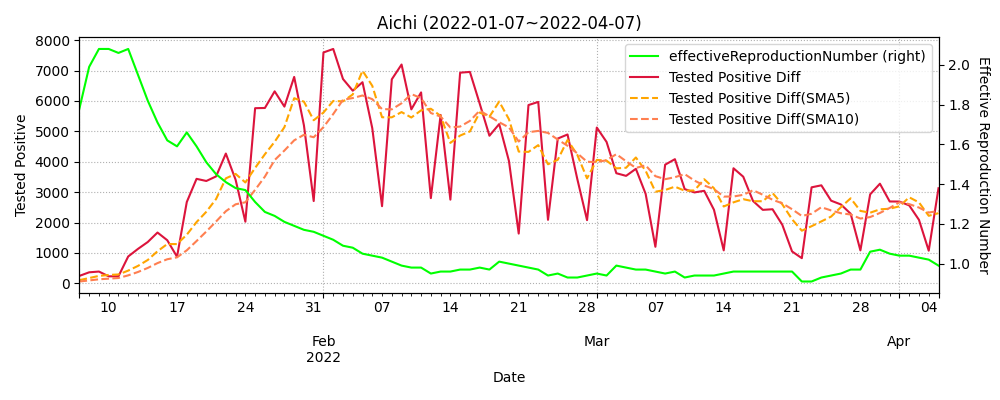 Aichi (2022-01-07~2022-04-07)
effectiveReproductionNumber (right)
Tested Positive Diff
Tested Positive Diff(SMA5)
Tested Positive Diff(SMA10)
Tested Positive
8000
7000
6000
5000
4000
3000
2000
1000
0
2.0
1.8
1.6
1.4
1.2
1.0
Effective Reproduction Number
10 17 24 31 07 14 21 28 07 14 21 28 04
Feb Mar Apr
2022
Date